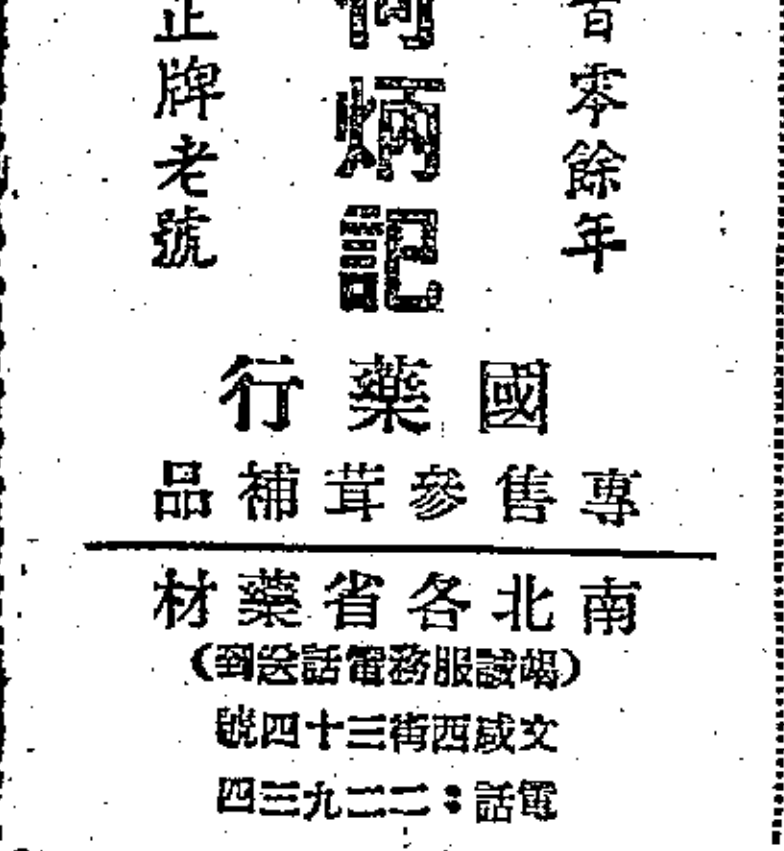 百零餘年
何炳記
正牌老號
國藥行
專售參茸補品
南北各省藥材
(竭誠服務電話送到)
文咸西街三十四號
電話：二二九三四